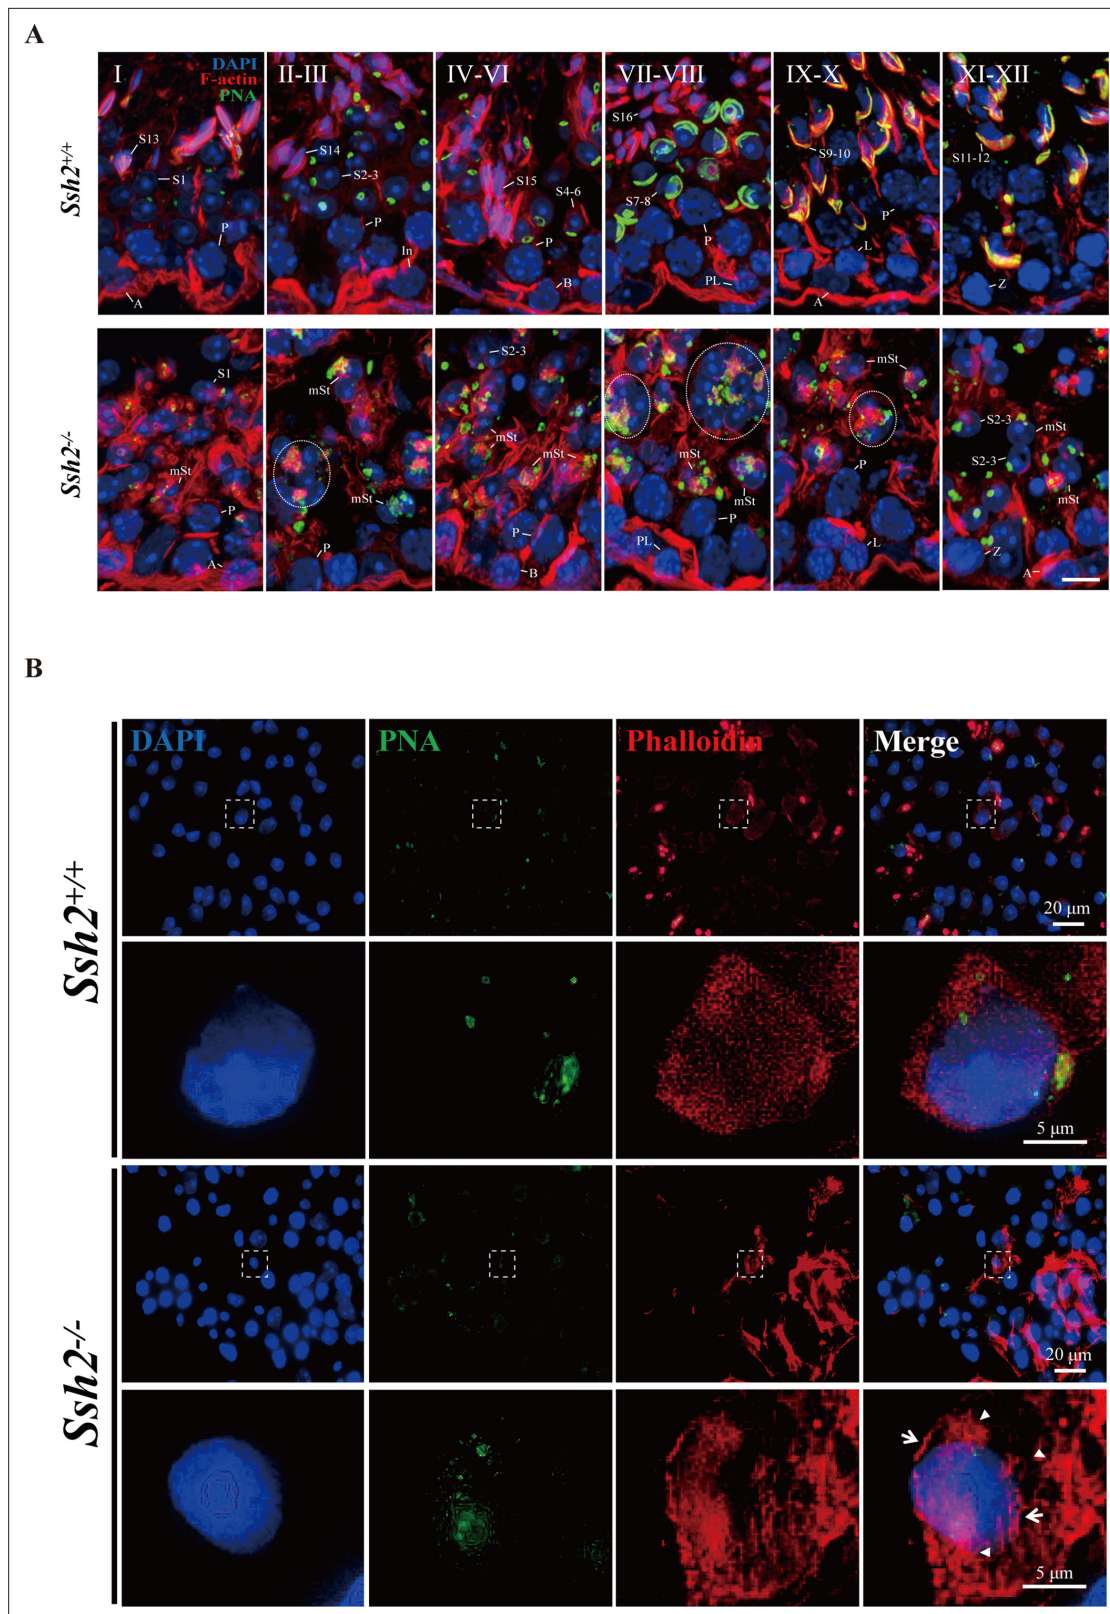 A
I
DAPI
F-actin
PNA
II-III
IV-VI
VII-VIII
IX-X
XI-XII
Ssh2+/+
S13
S1
P
A
S14
S2-3
P
In
S15
S4-6
P
B
S16
S7-8
P
PL
S9-10
P
L
A
S11-12
Z
Ssh2-/-
S1
mSt
P
A
mSt
mSt
P
S2-3
mSt
mSt
P
B
mSt
mSt
P
PL
mSt
P
L
S2-3
mSt
S2-3
mSt
Z
A
B
DAPI
PNA
Phalloidin
Merge
Ssh2+/+
20 μm
5 μm
Ssh2-/-
20 μm
5 μm